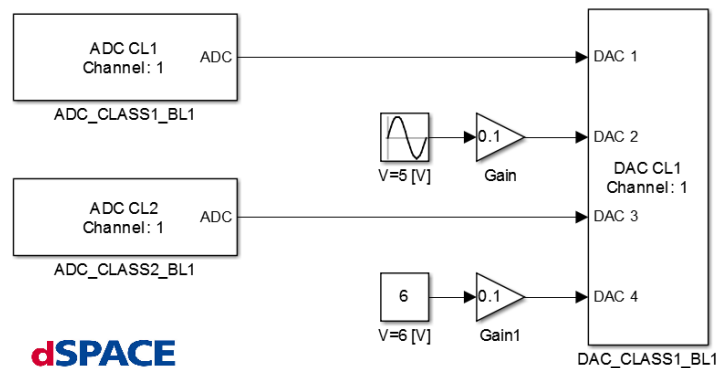 ADC CL1
Channel: 1
ADC
ADC_CLASS1_BL1
DAC 1
V=5 [V]
0.1
Gain
DAC 2
DAC CL1
Channel: 1
ADC CL2
Channel: 1
ADC
ADC_CLASS2_BL1
DAC 3
6
V=6 [V]
0.1
Gain1
DAC 4
DAC_CLASS1_BL1
dSPACE